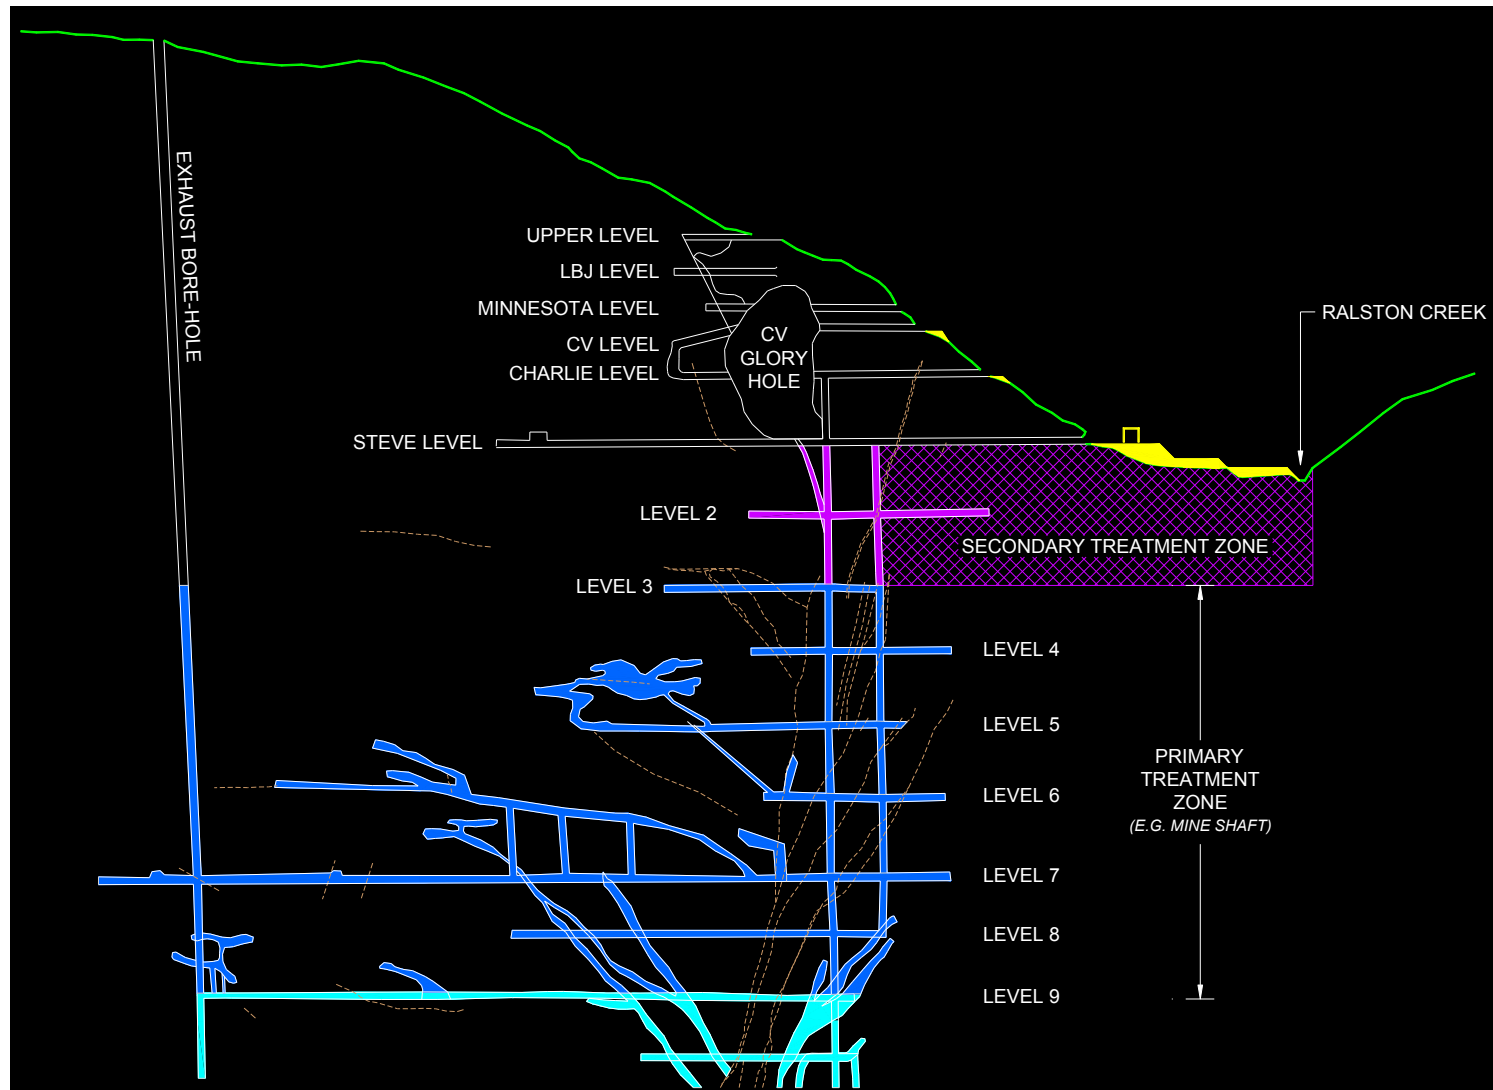 EXHAUST BORE-HOLE
UPPER LEVEL
LBJ LEVEL
MINNESOTA LEVEL
CV LEVEL
CHARLIE LEVEL
CV
GLORY
HOLE
RALSTON CREEK
STEVE LEVEL
LEVEL 2
SECONDARY TREATMENT ZONE
LEVEL 3
LEVEL 4
LEVEL 5
LEVEL 6
PRIMARY
TREATMENT
ZONE
(E.G. MINE SHAFT)
LEVEL 7
LEVEL 8
LEVEL 9